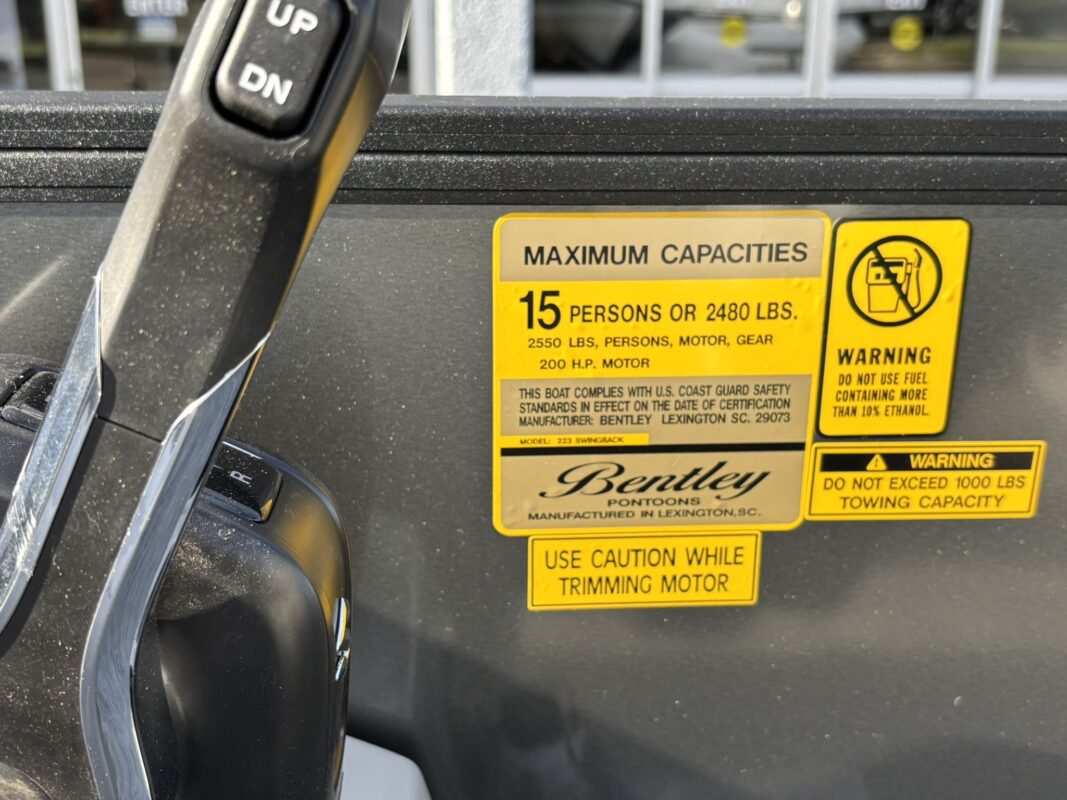 UP
DN
MAXIMUM CAPACITIES
15 PERSONS OR 2480 LBS.
2550 LBS, PERSONS, MOTOR, GEAR
200 H.P. MOTOR
THIS BOAT COMPLIES WITH U.S. COAST GUARD SAFETY
STANDARDS IN EFFECT ON THE DATE OF CERTIFICATION
MANUFACTURER: BENTLEY LEXINGTON SC. 29073
MODEL: 223 SWINGBACK
Bentley
PONTOONS
MANUFACTURED IN LEXINGTON,SC.
WARNING
DO NOT USE FUEL
CONTAINING MORE
THAN 10% ETHANOL.
WARNING
DO NOT EXCEED 1000 LBS
TOWING CAPACITY
USE CAUTION WHILE
TRIMMING MOTOR